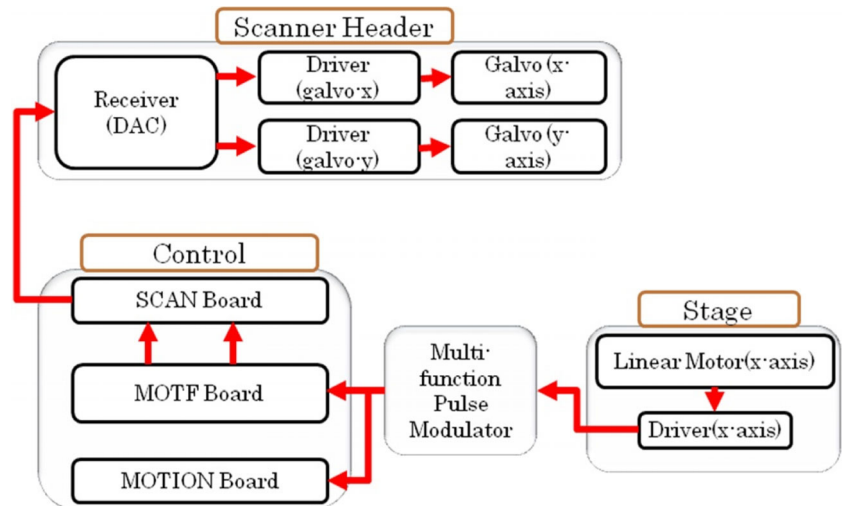 Scanner Header
Receiver
(DAC)
Driver
(galvo·x)
Galvo (x·
axis)
Driver
(galvo·y)
Galvo (y·
axis)
Control
SCAN Board
MOTF Board
MOTION Board
Multi·
function
Pulse
Modulator
Stage
Linear Motor(x·axis)
Driver(x·axis)